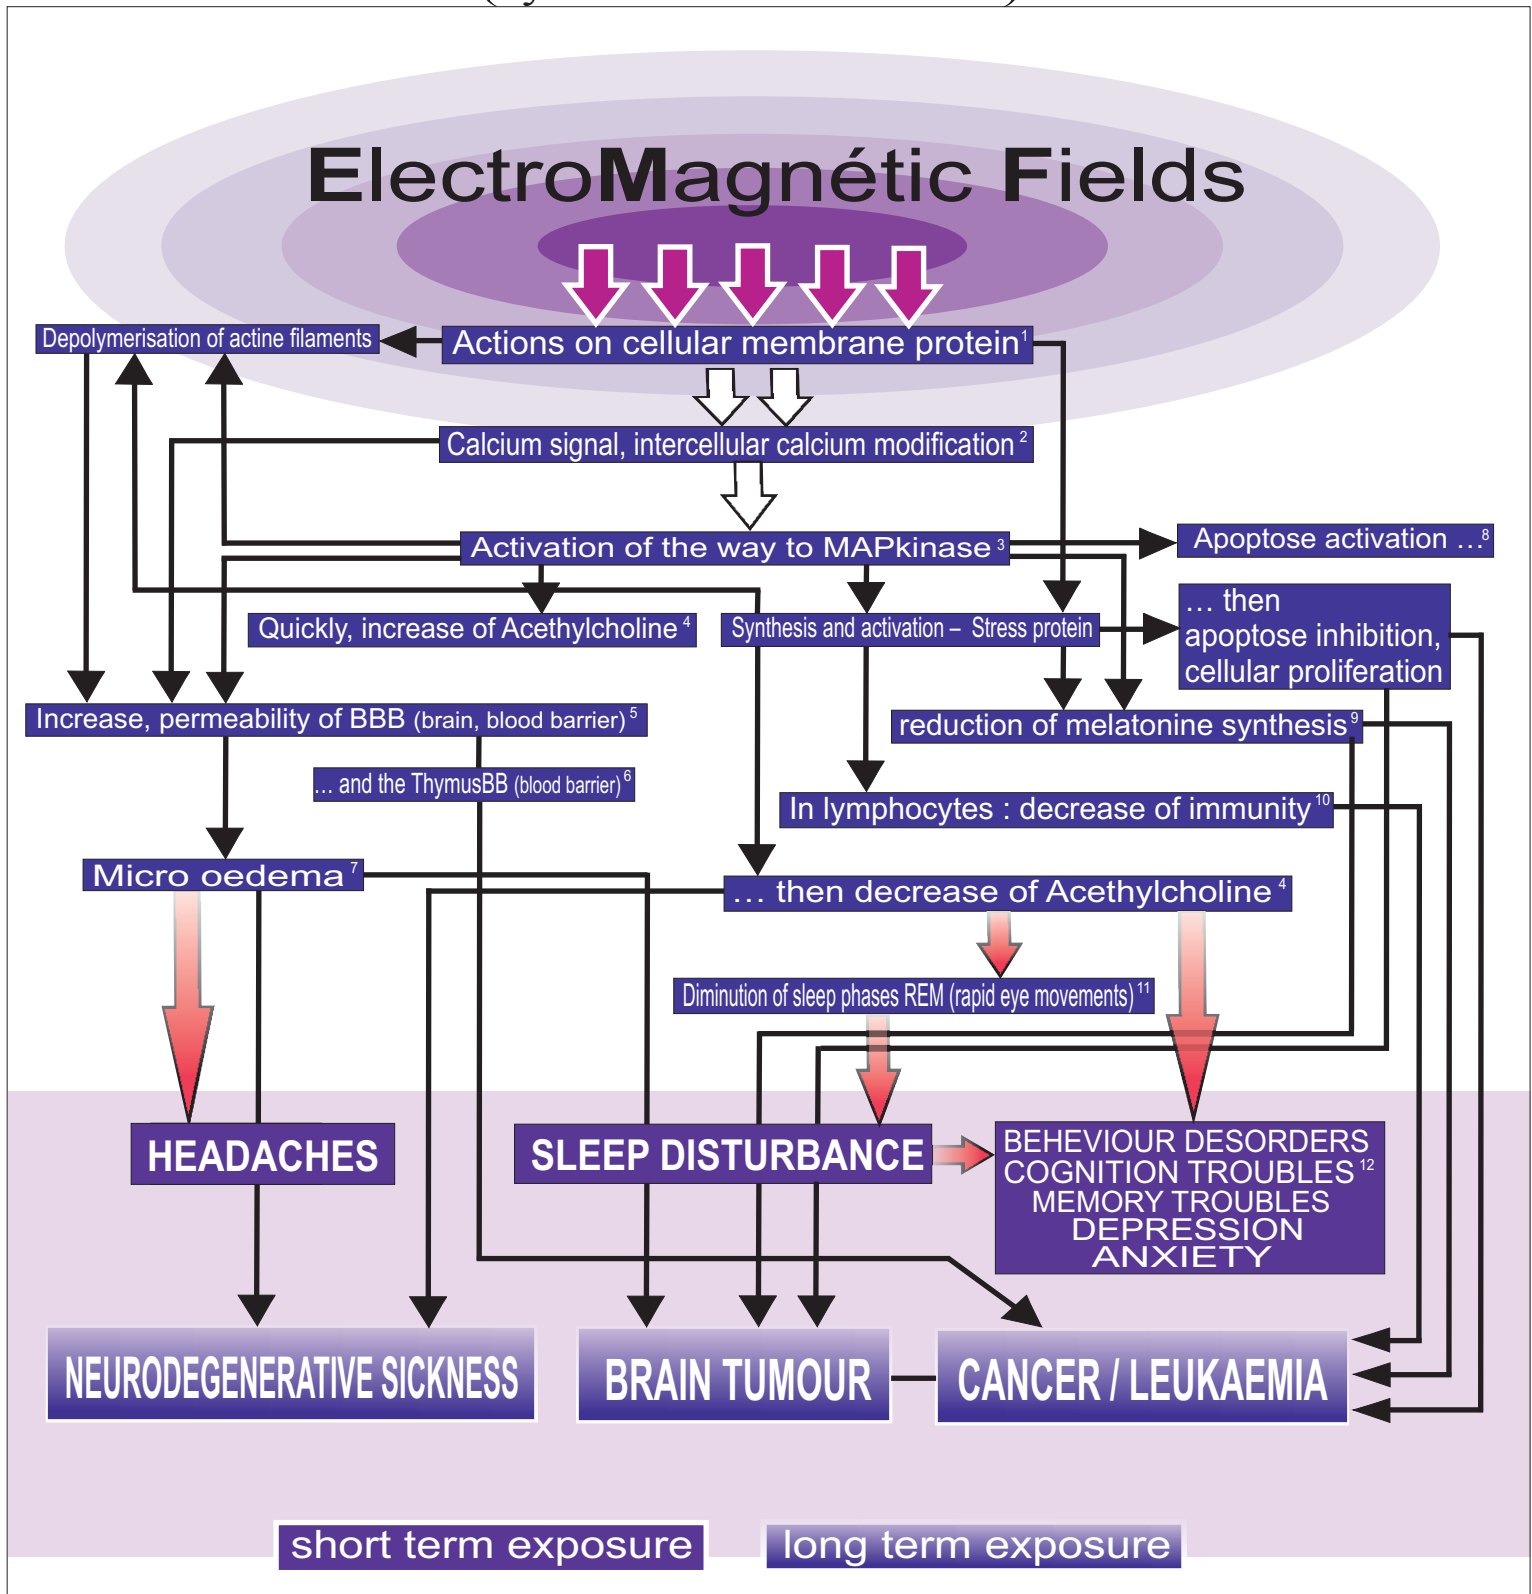 ElectroMagnétic Fields
Depolymerisation of actine filaments
Actions on cellular membrane protein 1
Calcium signal, intercellular calcium modification 2
Activation of the way to MAPkinase 3
Apoptose activation …8
Quickly, increase of Acethylcholine 4
Synthesis and activation – Stress protein
… then
apoptose inhibition,
cellular proliferation
Increase, permeability of BBB (brain, blood barrier) 5
reduction of melatonine synthesis 9
… and the ThymusBB (blood barrier) 6
In lymphocytes : decrease of immunity 10
Micro oedema 7
… then decrease of Acethylcholine 4
Diminution of sleep phases REM (rapid eye movements) 11
HEADACHES
SLEEP DISTURBANCE
BEHEVIOUR DESORDERS
COGNITION TROUBLES 12
MEMORY TROUBLES
DEPRESSION
ANXIETY
NEURODEGENERATIVE SICKNESS
BRAIN TUMOUR
CANCER / LEUKAEMIA
short term exposure
long term exposure